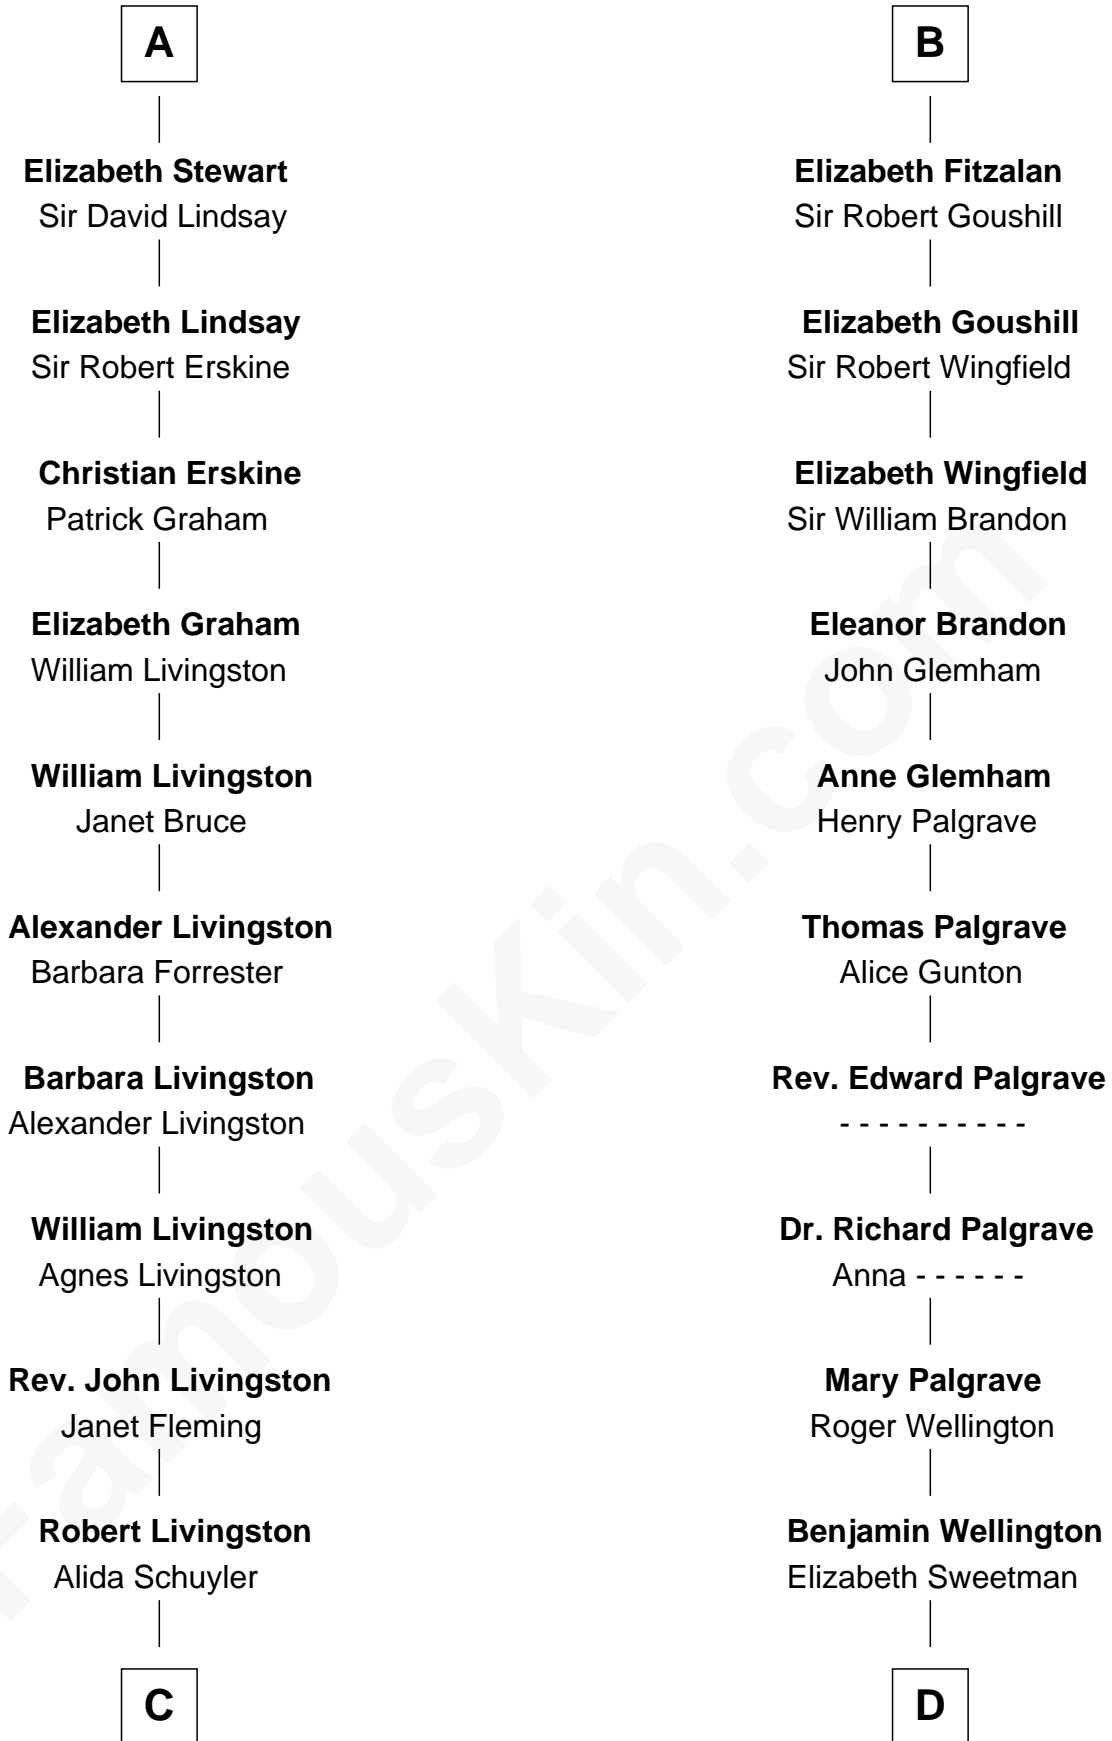 A
Elizabeth Stewart
Sir David Lindsay
Elizabeth Lindsay
Sir Robert Erskine
Christian Erskine
Patrick Graham
Elizabeth Graham
William Livingston
William Livingston
Janet Bruce
Alexander Livingston
Barbara Forrester
Barbara Livingston
Alexander Livingston
William Livingston
Agnes Livingston
Rev. John Livingston
Janet Fleming
Robert Livingston
Alida Schuyler
C
B
Elizabeth Fitzalan
Sir Robert Goushill
Elizabeth Goushill
Sir Robert Wingfield
Elizabeth Wingfield
Sir William Brandon
Eleanor Brandon
John Glemham
Anne Glemham
Henry Palgrave
Thomas Palgrave
Alice Gunton
Rev. Edward Palgrave
- - - - - - - - - -
Dr. Richard Palgrave
Anna - - - - - -
Mary Palgrave
Roger Wellington
Benjamin Wellington
Elizabeth Sweetman
D
FamousKin.com